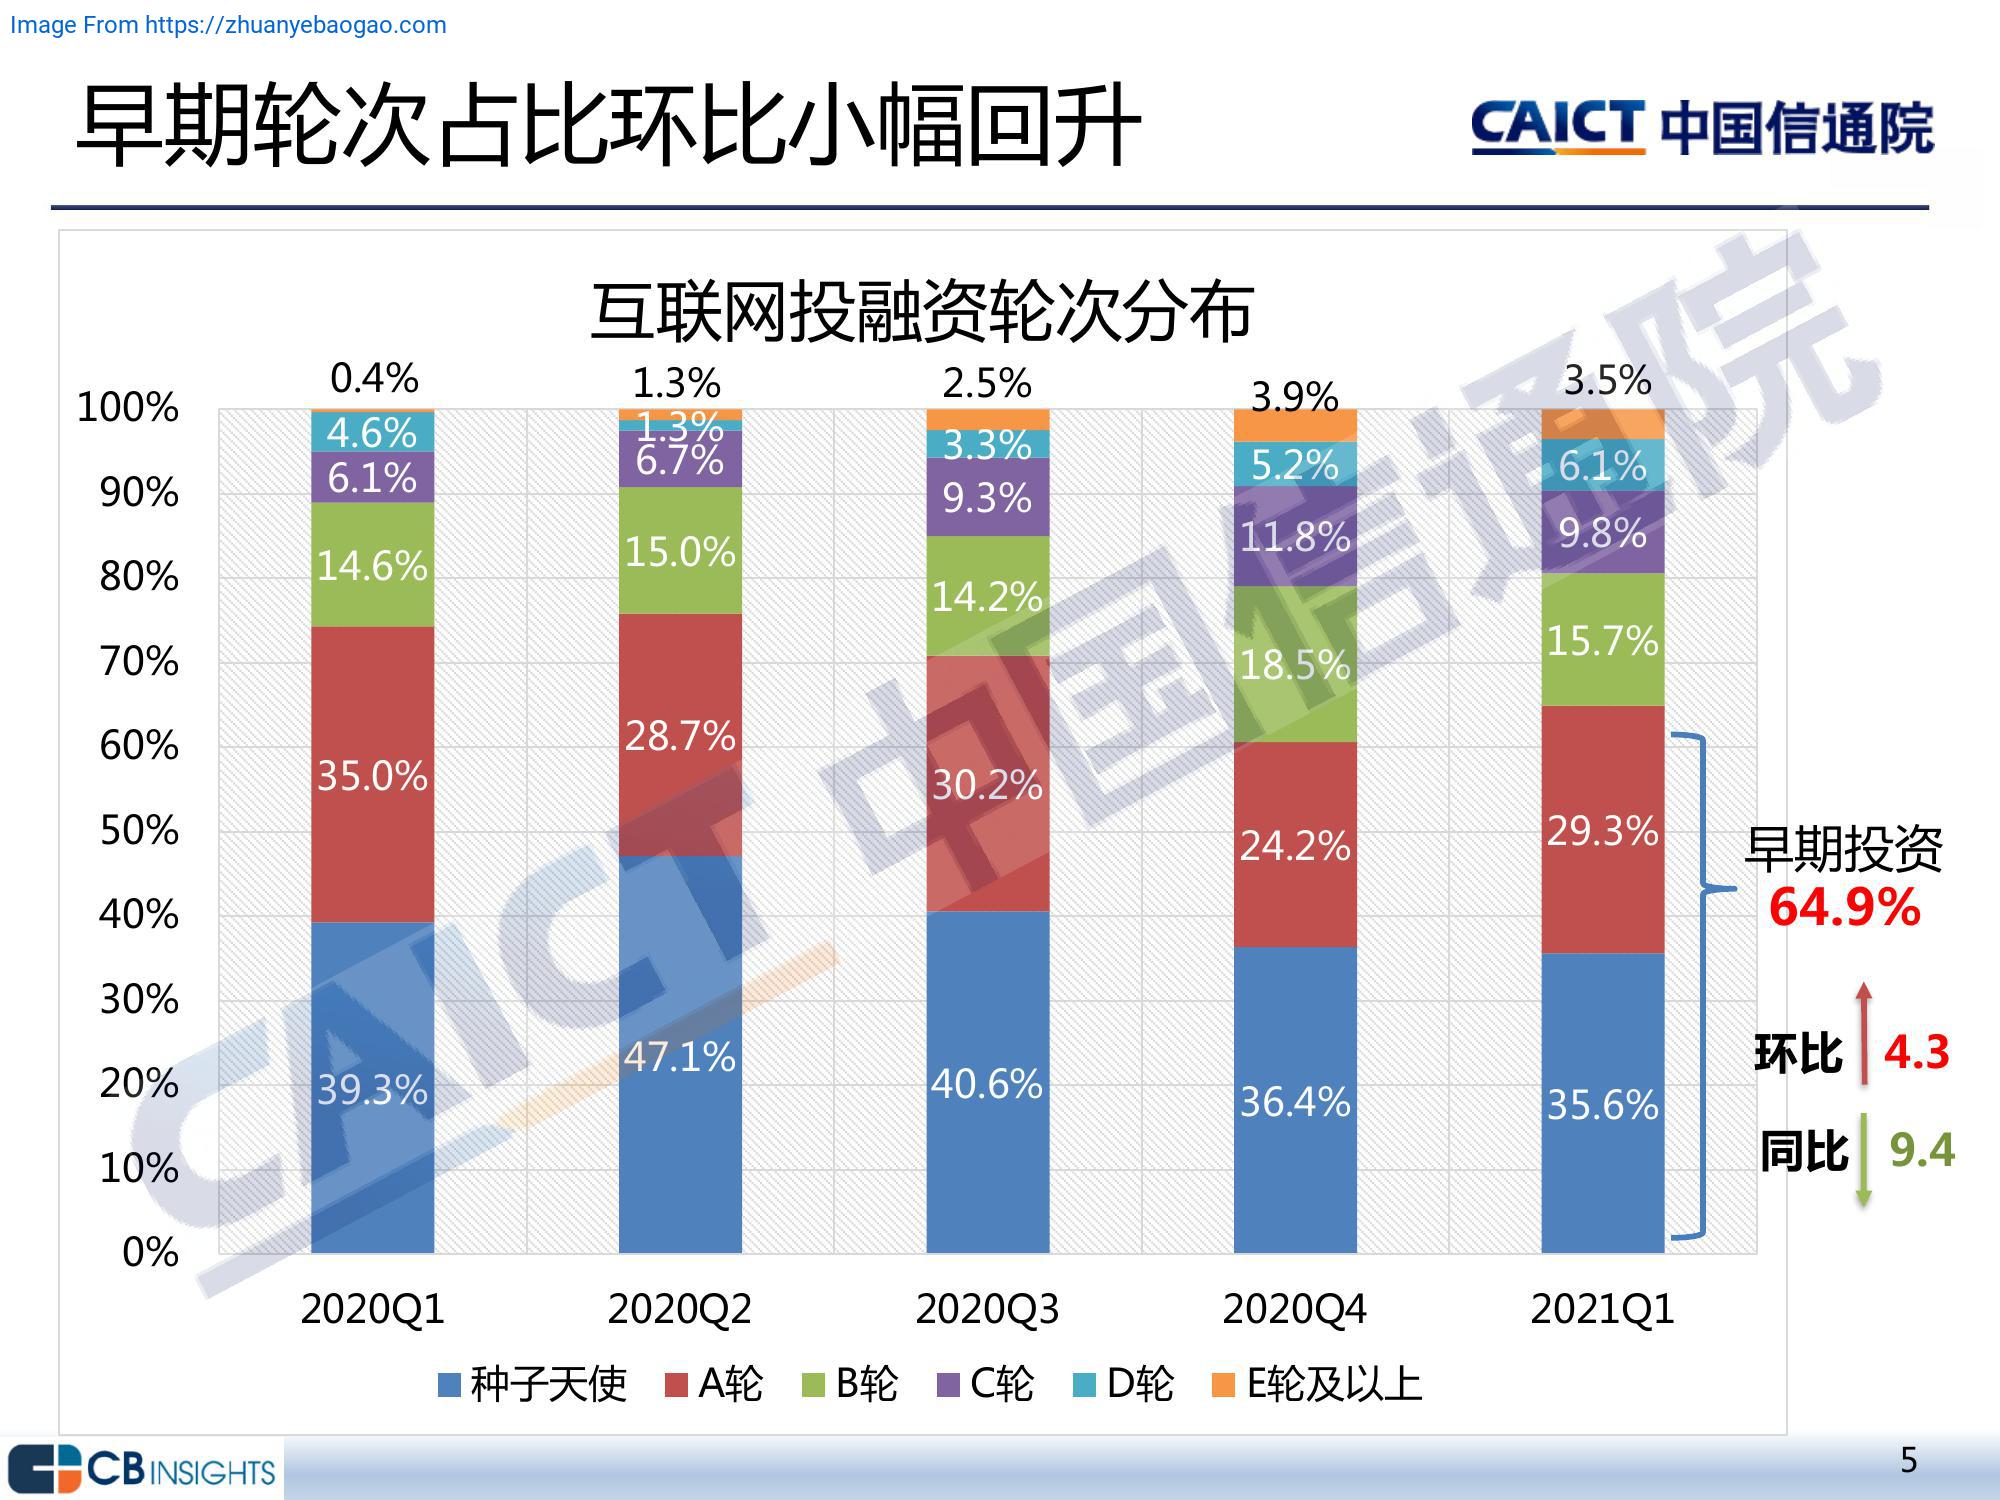 Image From https://zhuanyebaogao.com
早期轮次占比环比小幅回升
CAICT 中国信通院
互联网投融资轮次分布
0.4% 1.3% 2.5% 3.9% 3.5%
100%
4.6% 1.3% 3.3% 5.2% 6.1%
6.1% 6.7% 9.3% 11.8% 9.8%
90%
14.6% 15.0% 14.2% 18.5% 15.7%
80%
70%
35.0% 28.7% 30.2% 24.2% 29.3%
60%
50%
40%
39.3% 47.1% 40.6% 36.4% 35.6%
30%
20%
10%
0%
早期投资
64.9%
环比 4.3
同比 9.4
2020Q1 2020Q2 2020Q3 2020Q4 2021Q1
种子天使 A轮 B轮 C轮 D轮 E轮及以上
CAICT 中国信通院
CBINSIGHTS
5